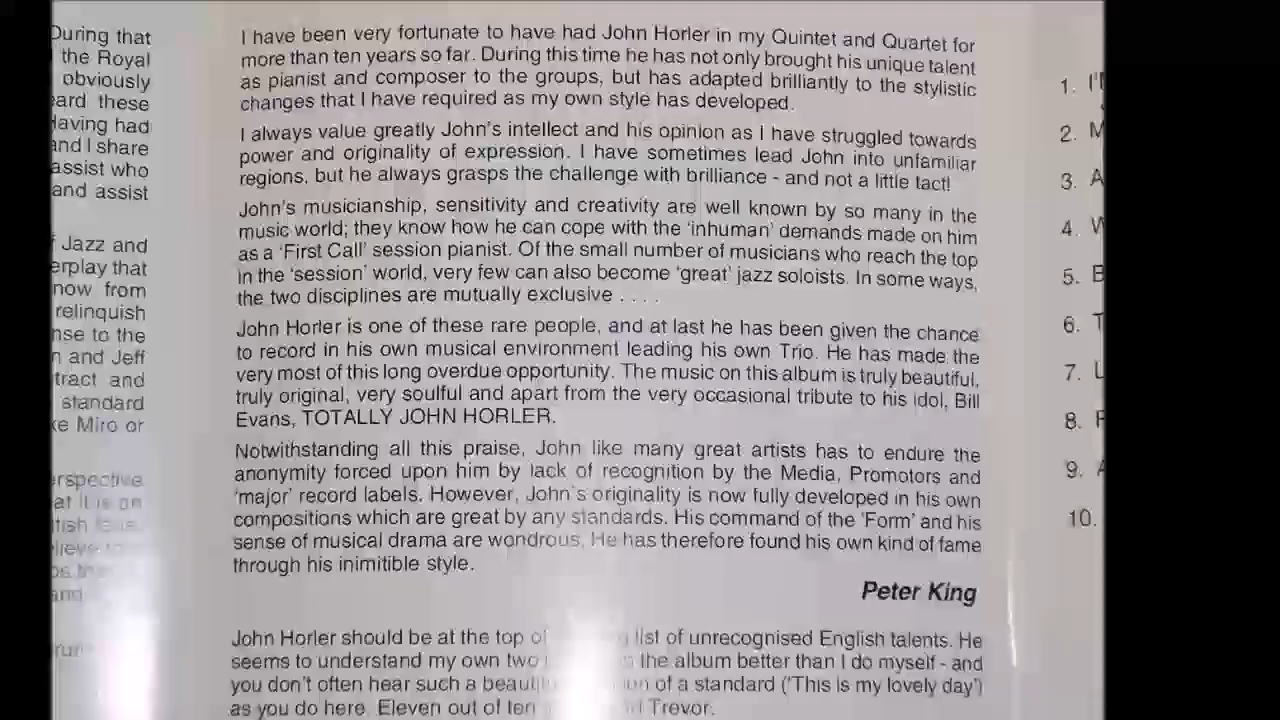 During that
the Royal
obviously
these
Having had
and I share
assist who
and assist
Jazz and
that
now from
relinquish
to the
and Jeff
and
standard
Miro or
I have been very fortunate to have had John Horler in my Quintet and Quartet for
more than ten years so far. During this time he has not only brought his unique talent
as pianist and composer to the groups, but has adapted brilliantly to the stylistic
changes that I have required as my own style has developed.
I always value greatly John's intellect and his opinion as I have struggled towards
power and originality of expression. I have sometimes lead John into unfamiliar
regions, but he always grasps the challenge with brilliance - and not a little tact!
John's musicianship, sensitivity and creativity are well known by so many in the
music world; they know how he can cope with the 'inhuman' demands made on him
as a 'First Call' session pianist. Of the small number of musicians who reach the top
in the 'session' world, very few can also become 'great' jazz soloists. In some ways,
the two disciplines are mutually exclusive . . . .
John Horler is one of these rare people, and at last he has been given the chance
to record in his own musical environment leading his own Trio. He has made the
very most of this long overdue opportunity. The music on this album is truly beautiful,
truly original, very soulful and apart from the very occasional tribute to his idol, Bill
Evans, TOTALLY JOHN HORLER.
Notwithstanding all this praise, John like many great artists has to endure the
anonymity forced upon him by lack of recognition by the Media, Promotors and
'major' record labels. However, John's originality is now fully developed in his own
compositions which are great by any standards. His command of the 'Form' and his
sense of musical drama are wondrous. He has therefore found his own kind of fame
through his inimitible style.
Peter King
John Horler should be at the top of list of unrecognised English talents. He
seems to understand my own two the album better than I do myself - and
you don't often hear such a of a standard ('This is my lovely day')
as you do here. Eleven out of ten Trevor.
1.
2.
3.
4.
5.
6.
7.
8.
9.
10.